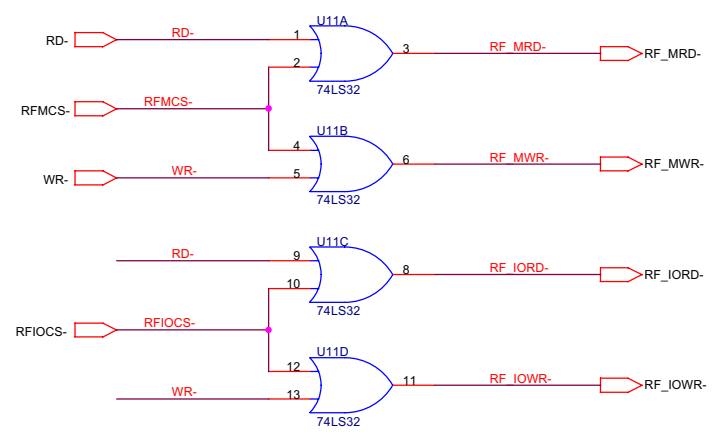 U11A
RD-
RD-
1
3
RF_MRD-
RF_MRD-
2
74LS32
RFMCS-
RFMCS-
U11B
4
6
RF_MWR-
RF_MWR-
WR-
WR-
5
74LS32
U11C
RD-
9
8
RF_IORD-
RF_IORD-
10
74LS32
RFIOCS-
RFIOCS-
U11D
12
11
RF_IOWR-
RF_IOWR-
WR-
13
74LS32